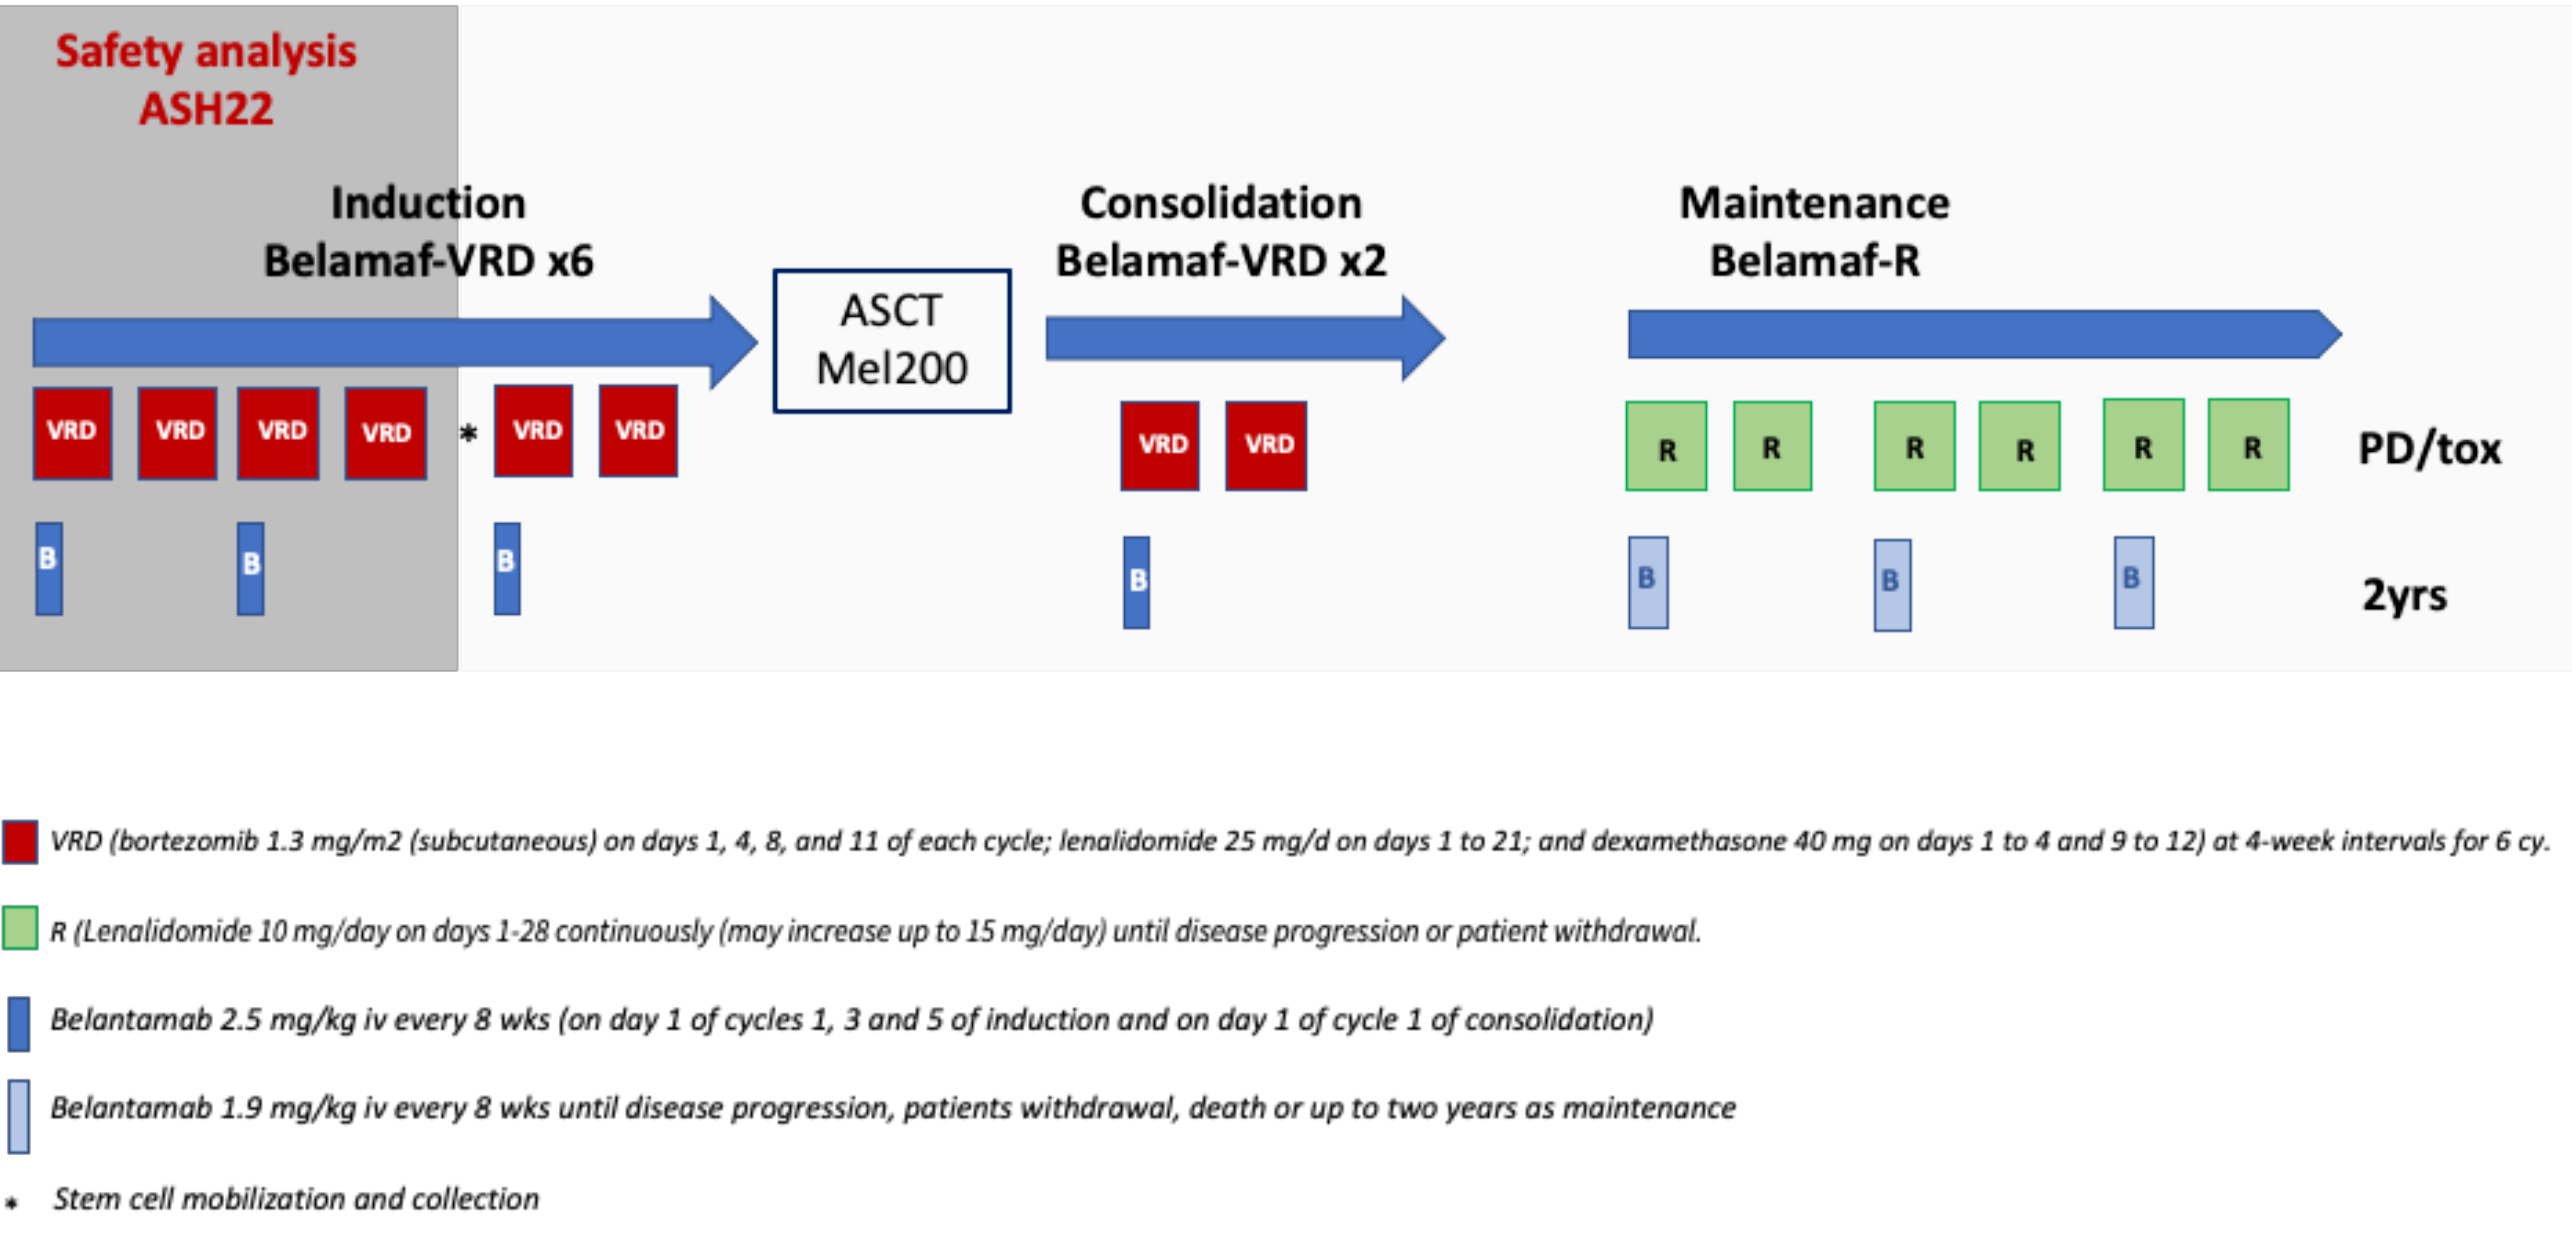 Safety analysis
ASH22
Induction
Belamaf-VRD x6
ASCT
Mel200
Consolidation
Belamaf-VRD x2
Maintenance
Belamaf-R
VRD VRD VRD VRD * VRD VRD
VRD VRD
R R R R R R
PD/tox
B B B
B
B B B
2yrs
VRD (bortezomib 1.3 mg/m2 (subcutaneous) on days 1, 4, 8, and 11 of each cycle; lenalidomide 25 mg/d on days 1 to 21; and dexamethasone 40 mg on days 1 to 4 and 9 to 12) at 4-week intervals for 6 cy.
R (Lenalidomide 10 mg/day on days 1-28 continuously (may increase up to 15 mg/day) until disease progression or patient withdrawal.
Belantamab 2.5 mg/kg iv every 8 wks (on day 1 of cycles 1, 3 and 5 of induction and on day 1 of cycle 1 of consolidation)
Belantamab 1.9 mg/kg iv every 8 wks until disease progression, patients withdrawal, death or up to two years as maintenance
* Stem cell mobilization and collection